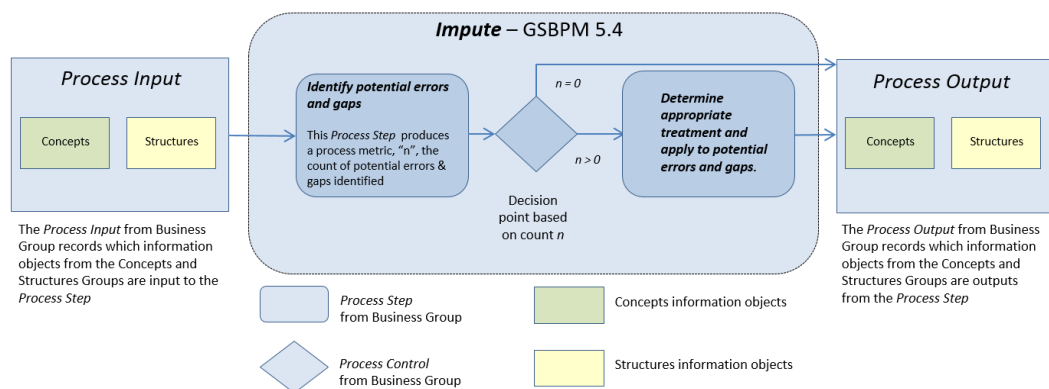 Impute – GSBPM 5.4
Process Input
Concepts
Structures
The Process Input from Business
Group records which information
objects from the Concepts and
Structures Groups are input to the
Process Step
Identify potential errors
and gaps
This Process Step produces
a process metric, “n”, the
count of potential errors &
gaps identified
n = 0
n > 0
Decision
point based
on count n
Determine
appropriate
treatment and
apply to potential
errors and gaps.
Process Output
Concepts
Structures
The Process Output from Business
Group records which information
objects from the Concepts and
Structures Groups are outputs
from the Process Step
Process Step
from Business Group
Concepts information objects
Process Control
from Business Group
Structures information objects